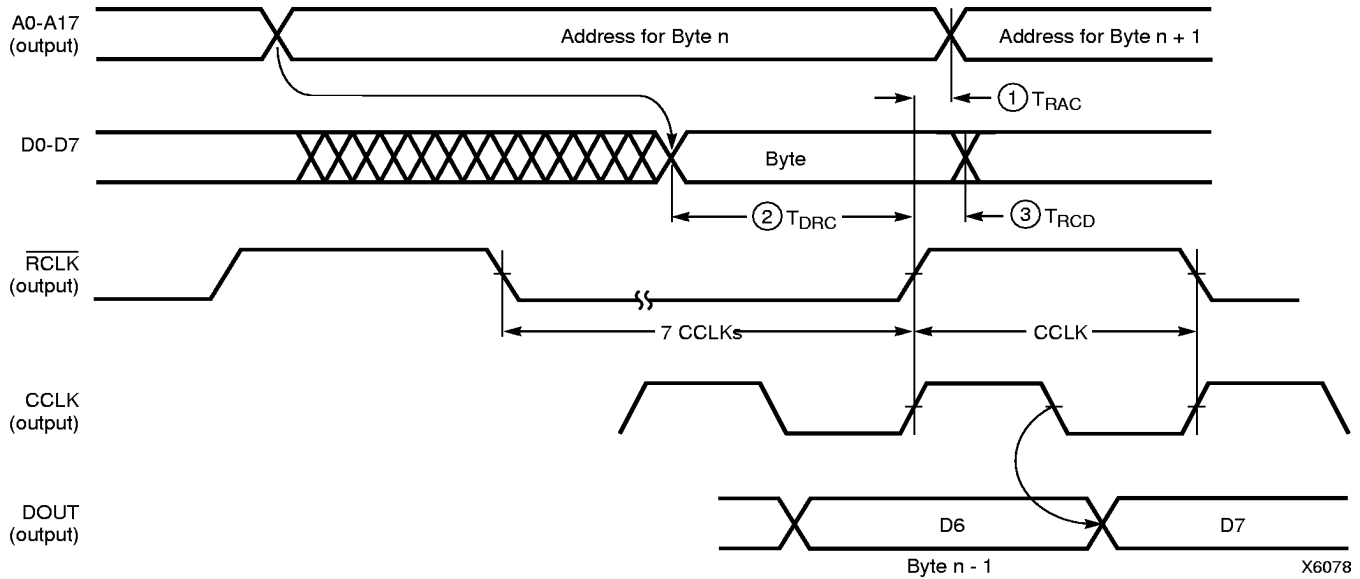 A0-A17
(output)
Address for Byte n
Address for Byte n + 1
1 TRAC
D0-D7
Byte
2 TDRC
3 TRCD
RCLK
(output)
7 CCLKs
CCLK
CCLK
(output)
DOUT
(output)
D6
D7
Byte n - 1
X6078